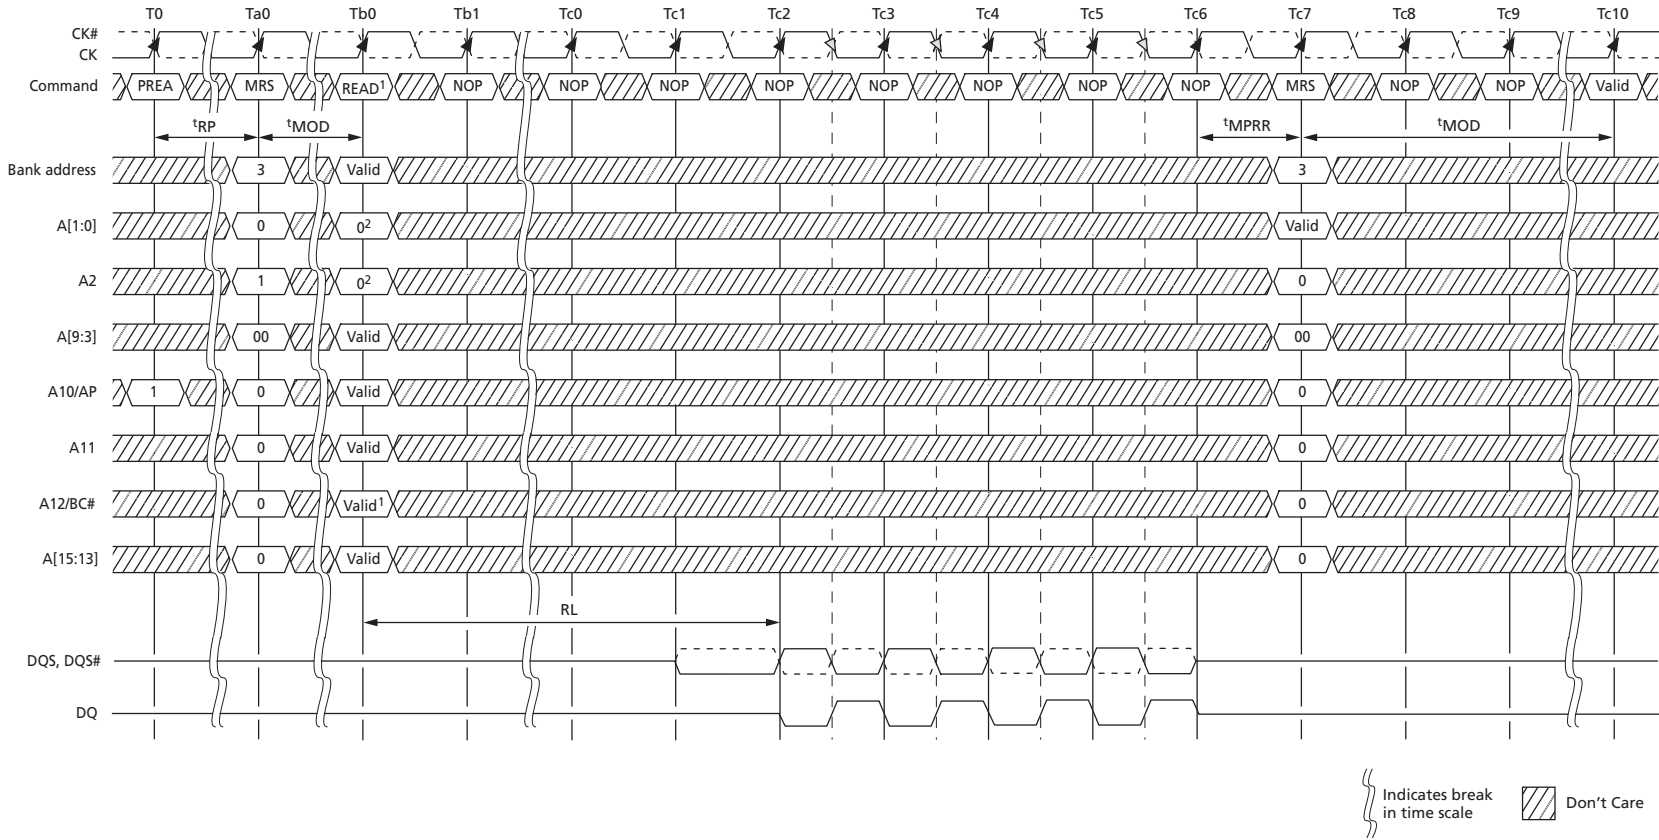 T0 Ta0 Tb0 Tb1 Tc0 Tc1 Tc2 Tc3 Tc4 Tc5 Tc6 Tc7 Tc8 Tc9 Tc10
CK#
CK
Command PREA MRS READ¹ NOP NOP NOP NOP NOP NOP NOP NOP MRS NOP NOP Valid
tRP tMOD tMPRR tMOD
Bank address 3 Valid 3
A[1:0] 0 0² Valid
A2 1 0² 0
A[9:3] 00 Valid 00
A10/AP 1 0 Valid 0
A11 0 Valid 0
A12/BC# 0 Valid¹ 0
A[15:13] 0 Valid 0
RL
DQS, DQS#
DQ
Indicates break
in time scale
Don't Care